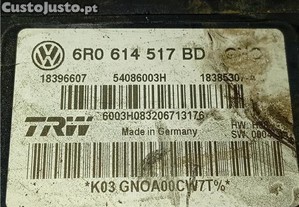 CustoJusto.pt
6R0 614 517 BD
18396607 54086003H
6003H083206713176
TRW Made in Germany
*K03 GNOA00CW7T%*